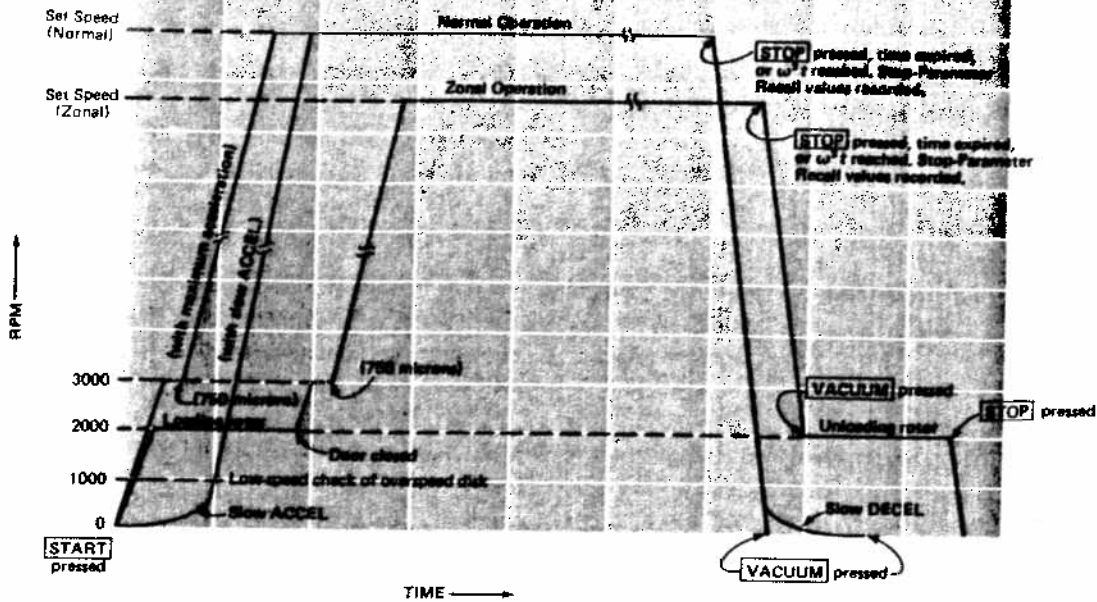 Set Speed
(Normal)
Normal Operation
STOP pressed, time expired,
or ω²t reached. Stop-Parameter
Recall values recorded.
Set Speed
(Zonal)
Zonal Operation
STOP pressed, time expired,
or ω²t reached. Stop-Parameter
Recall values recorded.
(with maximum acceleration)
(with slow ACCEL)
RPM
3000
(750 microns)
(750 microns)
VACUUM pressed
STOP pressed
2000
Loading rotor
Unloading rotor
Door closed
1000
Low-speed check of overspeed disk
Slow ACCEL
Slow DECEL
0
START
pressed
VACUUM pressed
TIME